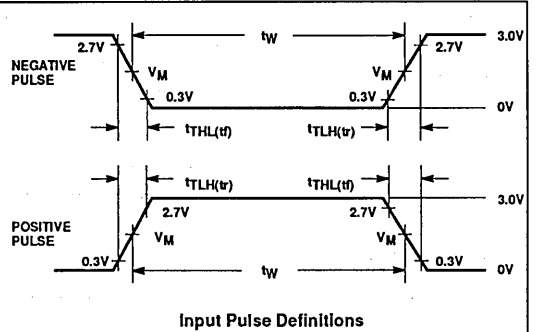 2.7V tW 2.7V 3.0V
NEGATIVE
PULSE
VM VM
0.3V 0.3V 0V
tTHL(tf) tTLH(tr)
tTLH(tr) tTHL(tf)
3.0V
2.7V 2.7V
POSITIVE
PULSE
VM VM
0.3V 0.3V
tW 0V
Input Pulse Definitions